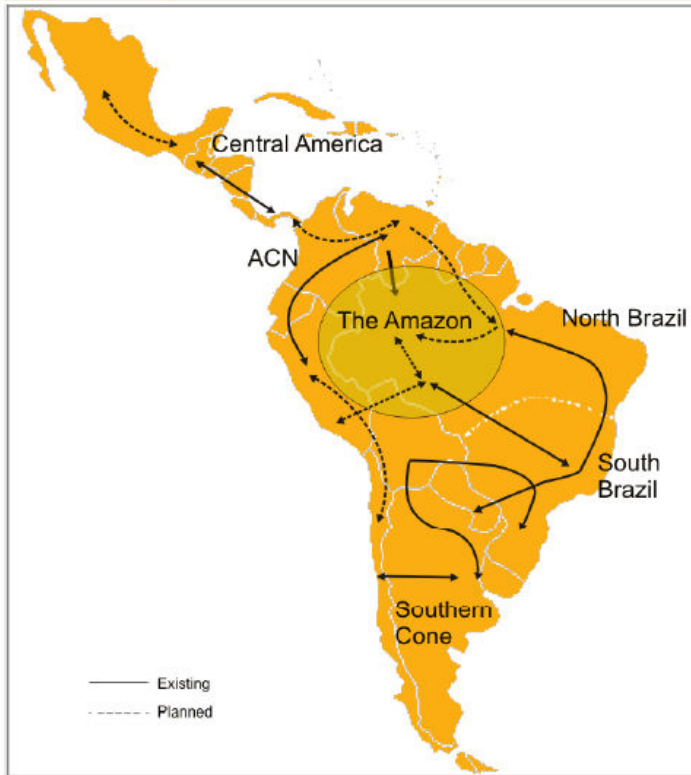 Central America
ACN
The Amazon
North Brazil
South
Brazil
Southern
Cone
Existing
Planned